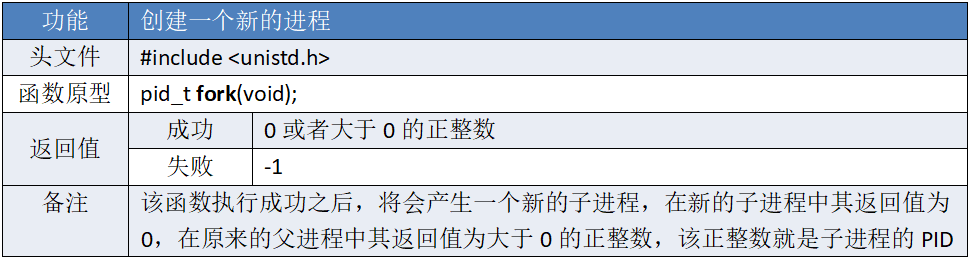 功能 创建一个新的进程
头文件 #include <unistd.h>
函数原型 pid_t fork(void);
返回值 成功 0 或者大于 0 的正整数
失败 -1
备注 该函数执行成功之后，将会产生一个新的子进程，在新的子进程中其返回值为
0，在原来的父进程中其返回值为大于 0 的正整数，该正整数就是子进程的 PID